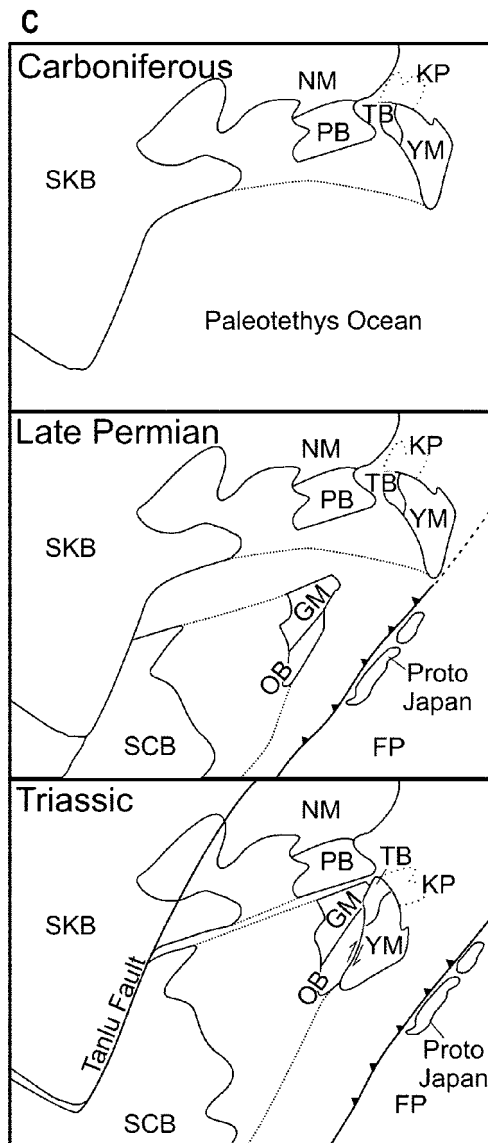 C
Carboniferous
NM
KP
TB
PB
YM
SKB
Paleotethys Ocean
Late Permian
NM
KP
TB
PB
YM
SKB
GM
OB
Proto
Japan
SCB
FP
Triassic
NM
TB
PB
KP
GM
SKB
YM
OB
Tanlu Fault
Proto
Japan
FP
SCB